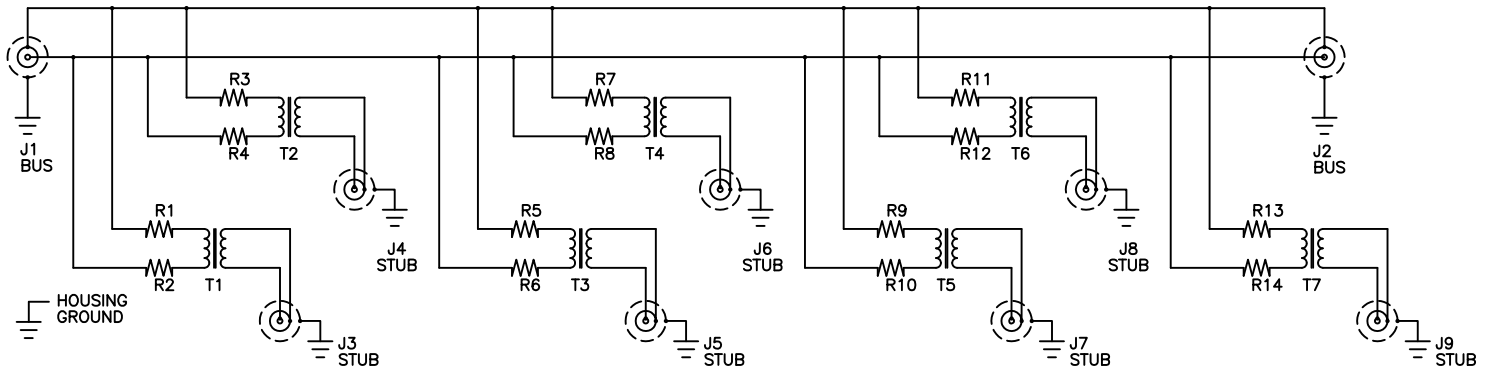 R3
R7
R11
R4
T2
R8
T4
R12
T6
J1
BUS
J2
BUS
R1
R5
R9
R13
J4
STUB
J6
STUB
J8
STUB
R2
T1
R6
T3
R10
T5
R14
T7
HOUSING
GROUND
J3
STUB
J5
STUB
J7
STUB
J9
STUB